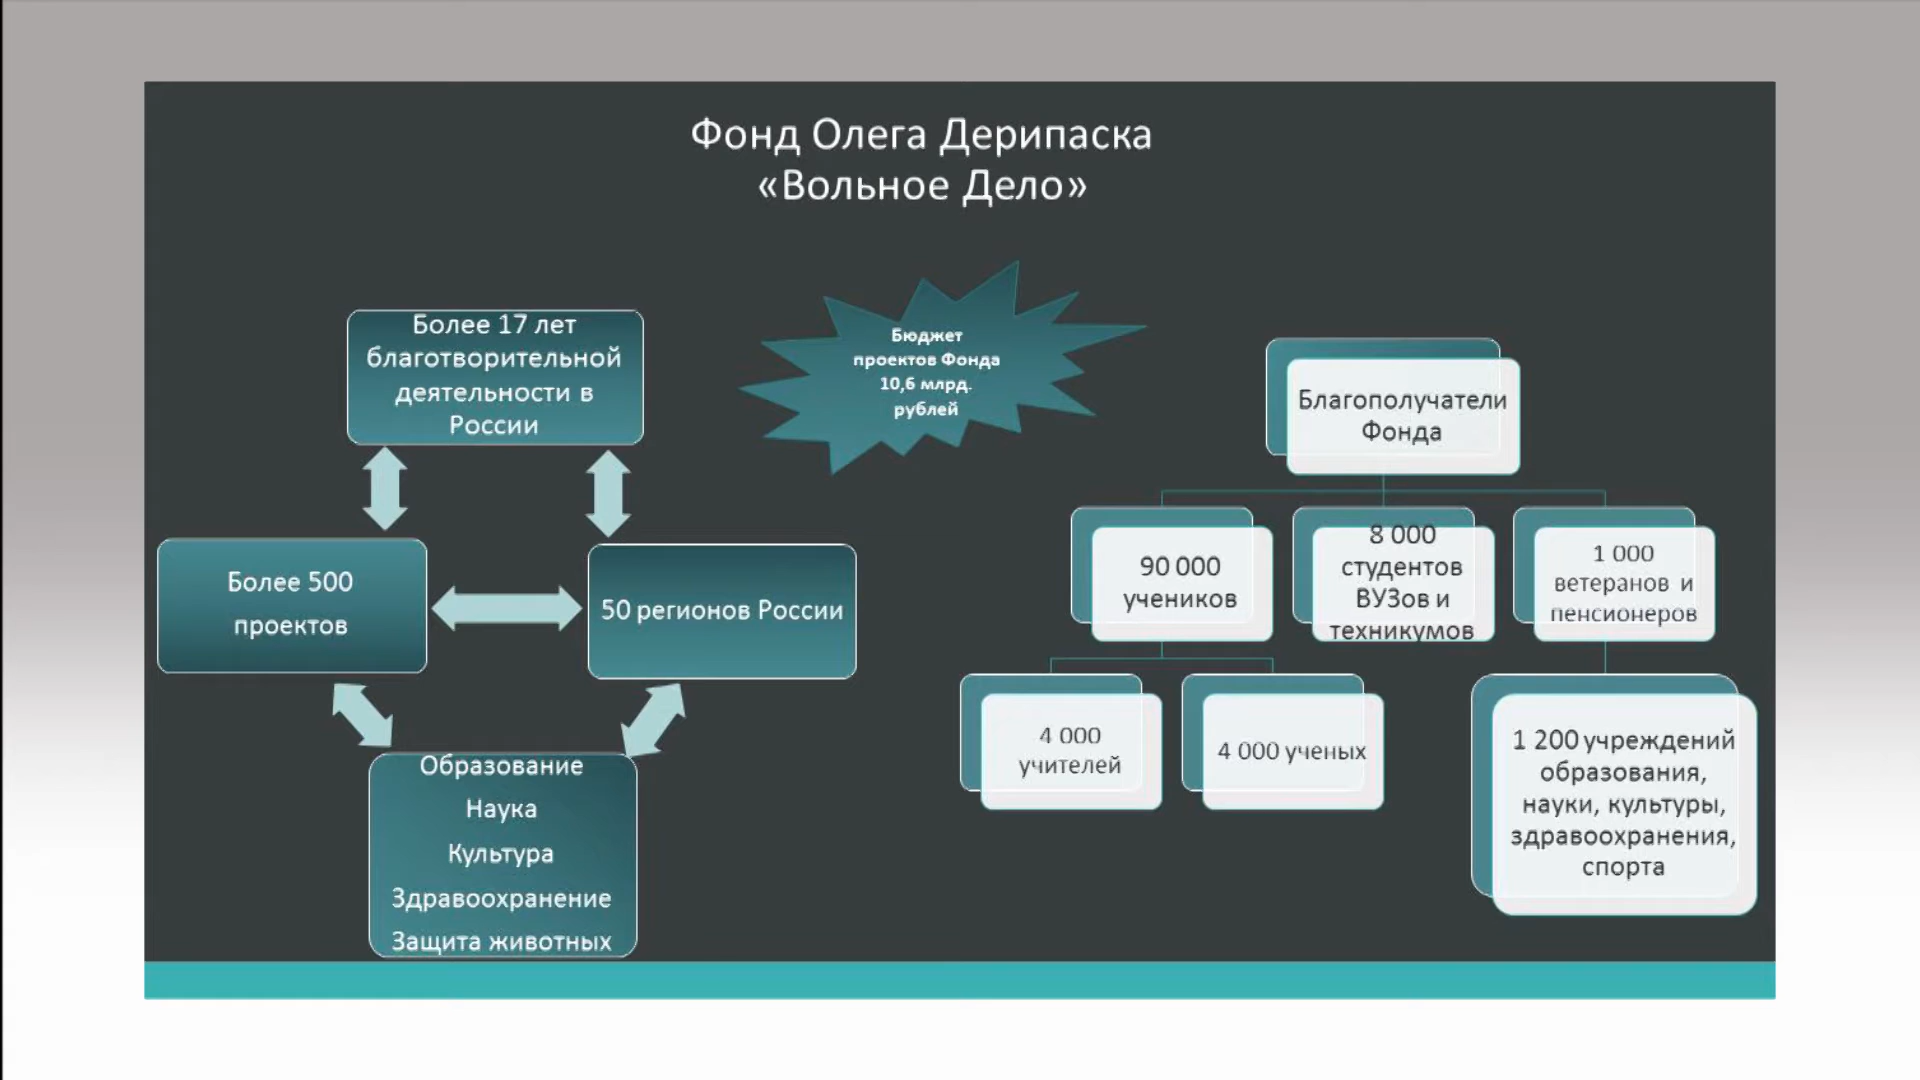 Фонд Олега Дерипаска
«Вольное Дело»
Более 17 лет
благотворительной
деятельности в
России
Бюджет
проектов Фонда
10,6 млрд.
рублей
Более 500
проектов
50 регионов России
Образование
Наука
Культура
Здравоохранение
Защита животных
Благополучатели
Фонда
90 000
учеников
8 000
студентов
ВУЗов и
техникумов
1 000
ветеранов и
пенсионеров
4 000
учителей
4 000 ученых
1 200 учреждений
образования,
науки, культуры,
здравоохранения,
спорта